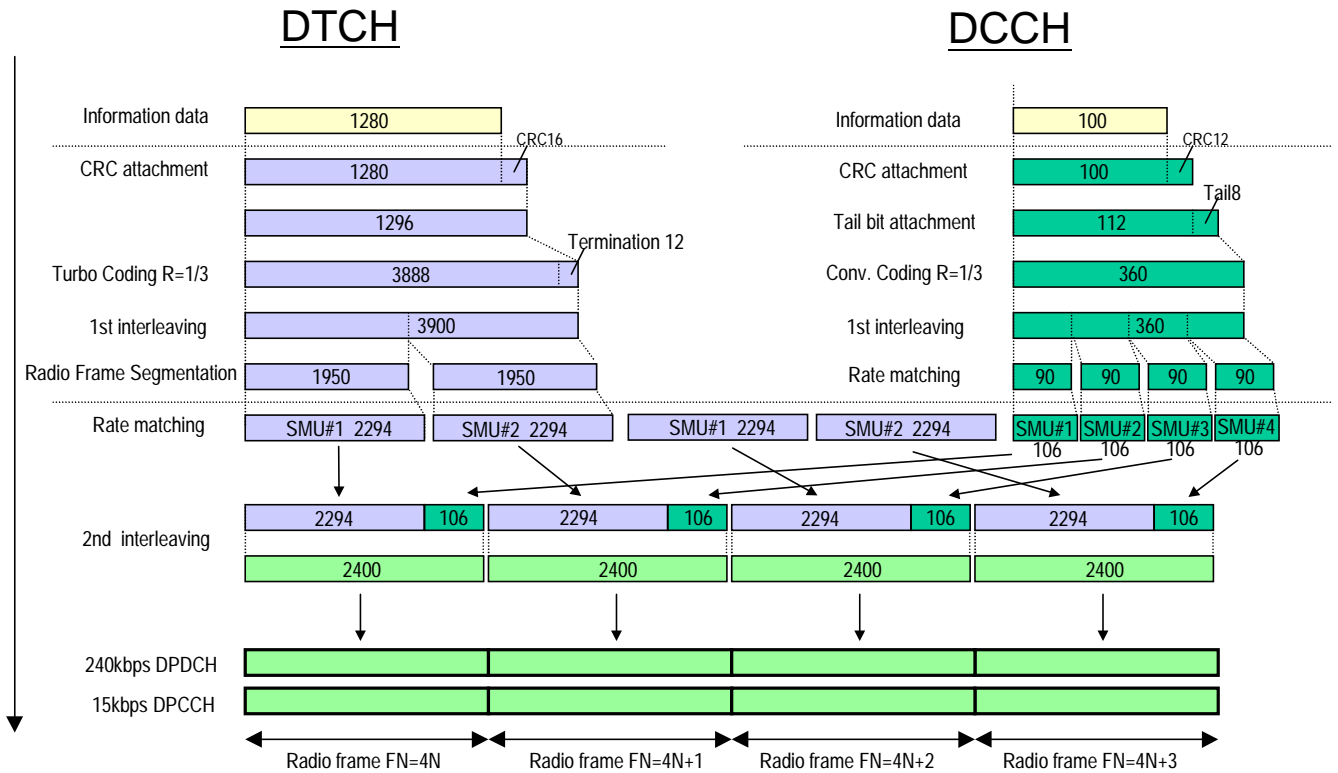 DTCH
DCCH
Information data
1280
Information data
100
CRC16
CRC12
CRC attachment
1280
CRC attachment
100
Tail8
1296
Tail bit attachment
112
Termination 12
Turbo Coding R=1/3
3888
Conv. Coding R=1/3
360
1st interleaving
3900
1st interleaving
360
Radio Frame Segmentation
1950
1950
Rate matching
90
90
90
90
Rate matching
SMU#1 2294
SMU#2 2294
SMU#1 2294
SMU#2 2294
SMU#1
106
SMU#2
106
SMU#3
106
SMU#4
106
2nd interleaving
2294
106
2294
106
2294
106
2294
106
2400
2400
2400
2400
240kbps DPDCH
15kbps DPCCH
Radio frame FN=4N
Radio frame FN=4N+1
Radio frame FN=4N+2
Radio frame FN=4N+3